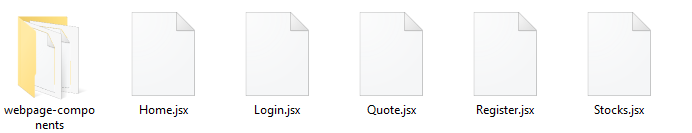 webpage-compo
nents
Home.jsx
Login.jsx
Quote.jsx
Register.jsx
Stocks.jsx